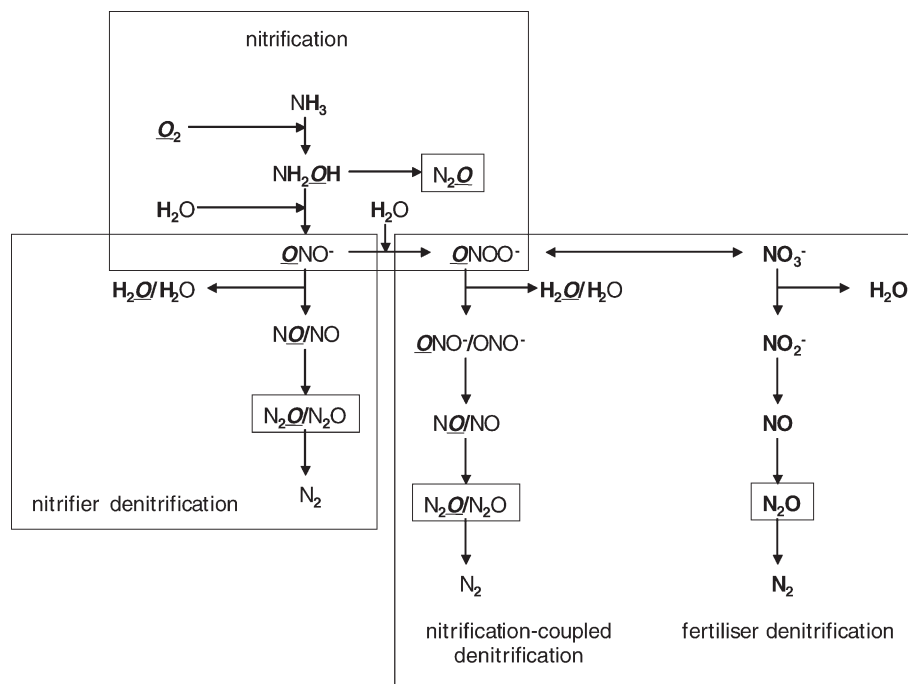 nitrification
NH₃
O₂
NH₂OH N₂O
H₂O H₂O
ONO⁻ ONOO⁻ NO₃⁻
H₂O/H₂O H₂O/H₂O H₂O
NO/NO ONO⁻/ONO⁻ NO₂⁻
N₂O/N₂O NO/NO NO
N₂ N₂O/N₂O N₂O
nitrifier denitrification
N₂ N₂
nitrification-coupled
denitrification
fertiliser denitrification